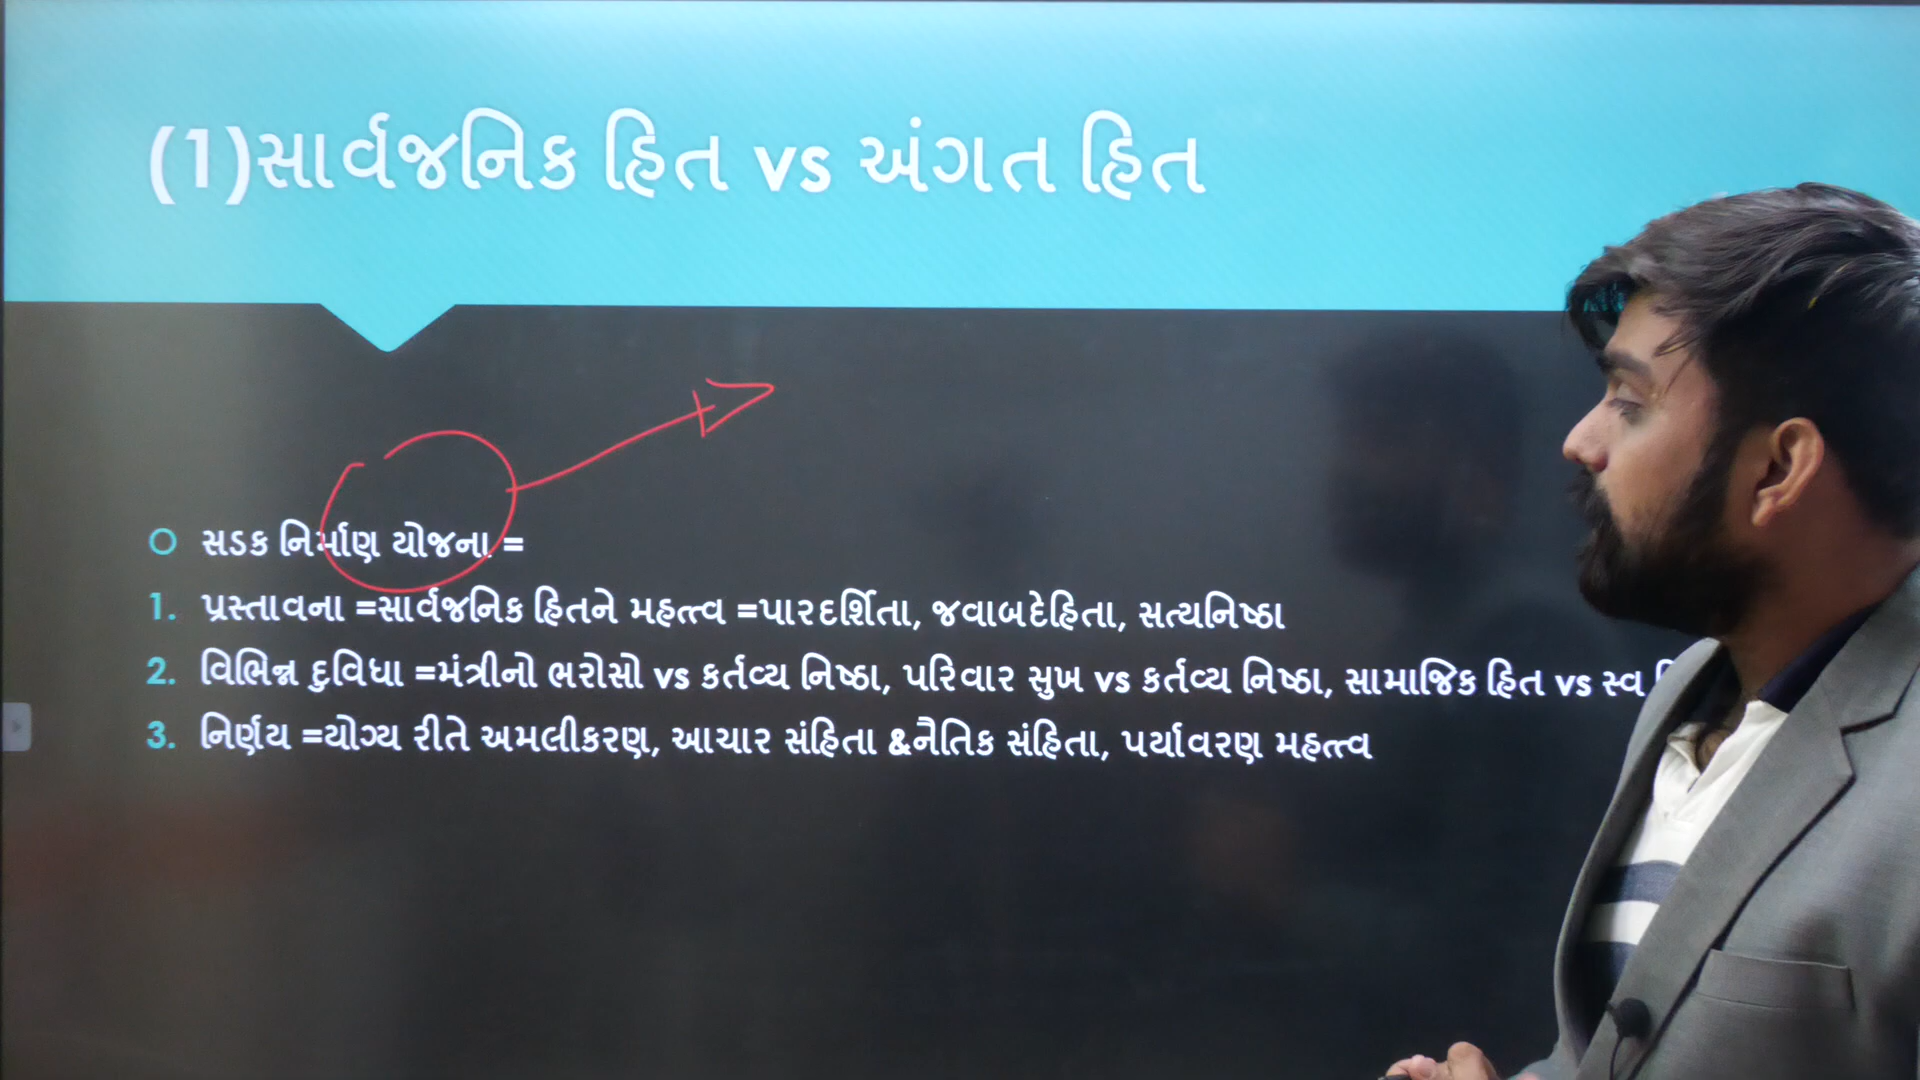 (1)સાર્વજનિક હિત vs અંગત હિત
સડક નિર્માણ યોજના =
1. પ્રસ્તાવના =સાર્વજનિક હિતને મહત્ત્વ =પારદર્શિતા, જવાબદેહિતા, સત્યનિષ્ઠા
2. વિભિન્ન દુવિધા =મંત્રીનો ભરોસો vs કર્તવ્ય નિષ્ઠા, પરિવાર સુખ vs કર્તવ્ય નિષ્ઠા, સામાજિક હિત vs સ્વ
3. નિર્ણય =યોગ્ય રીતે અમલીકરણ, આચાર સંહિતા &નૈતિક સંહિતા, પર્યાવરણ મહત્ત્વ